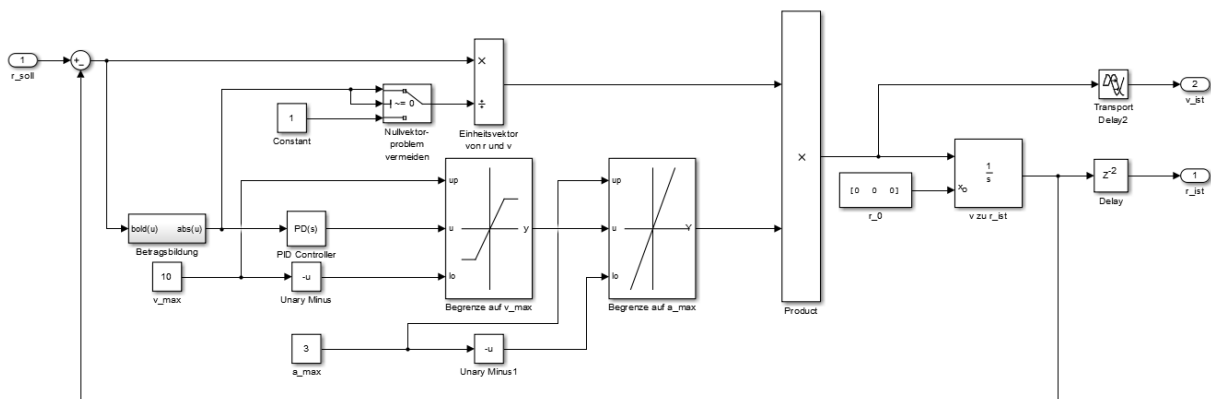 1
r_soll
+
−
×
÷
Einheitsvektor
von r und v
~= 0
Nullvektor-
problem
vermeiden
1
Constant
bold(u) abs(u)
Betragsbildung
PD(s)
PID Controller
10
v_max
-u
Unary Minus
up
u
lo
y
Begrenze auf v_max
up
u
lo
Y
Begrenze auf a_max
3
a_max
-u
Unary Minus1
×
Product
Transport
Delay2
2
v_ist
[0 0 0]
r_0
1
s
xo
v zu r_ist
z-2
Delay
1
r_ist